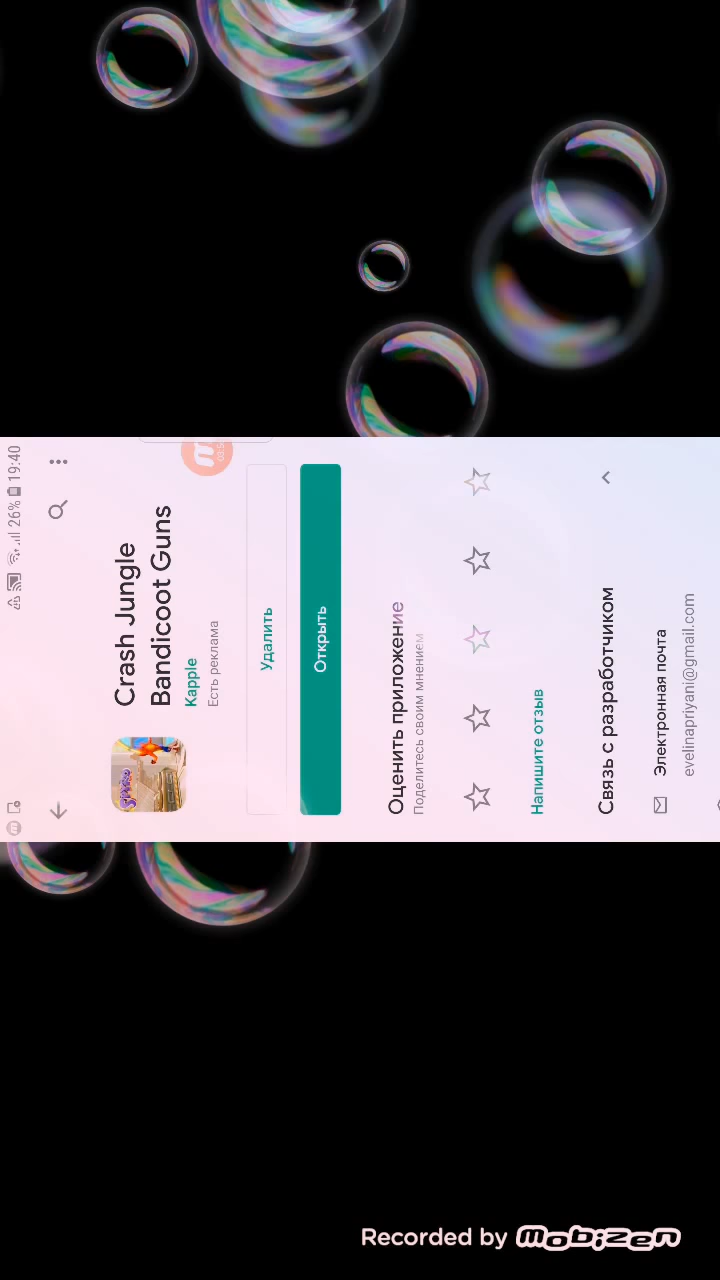 26% 19:40
Crash Jungle
Bandicoot Guns
Kapple
Есть реклама
Удалить
Открыть
Оценить приложение
Поделитесь своим мнением
Напишите отзыв
Связь с разработчиком
Электронная почта
evelinapriyani@gmail.com
Recorded by mobizen